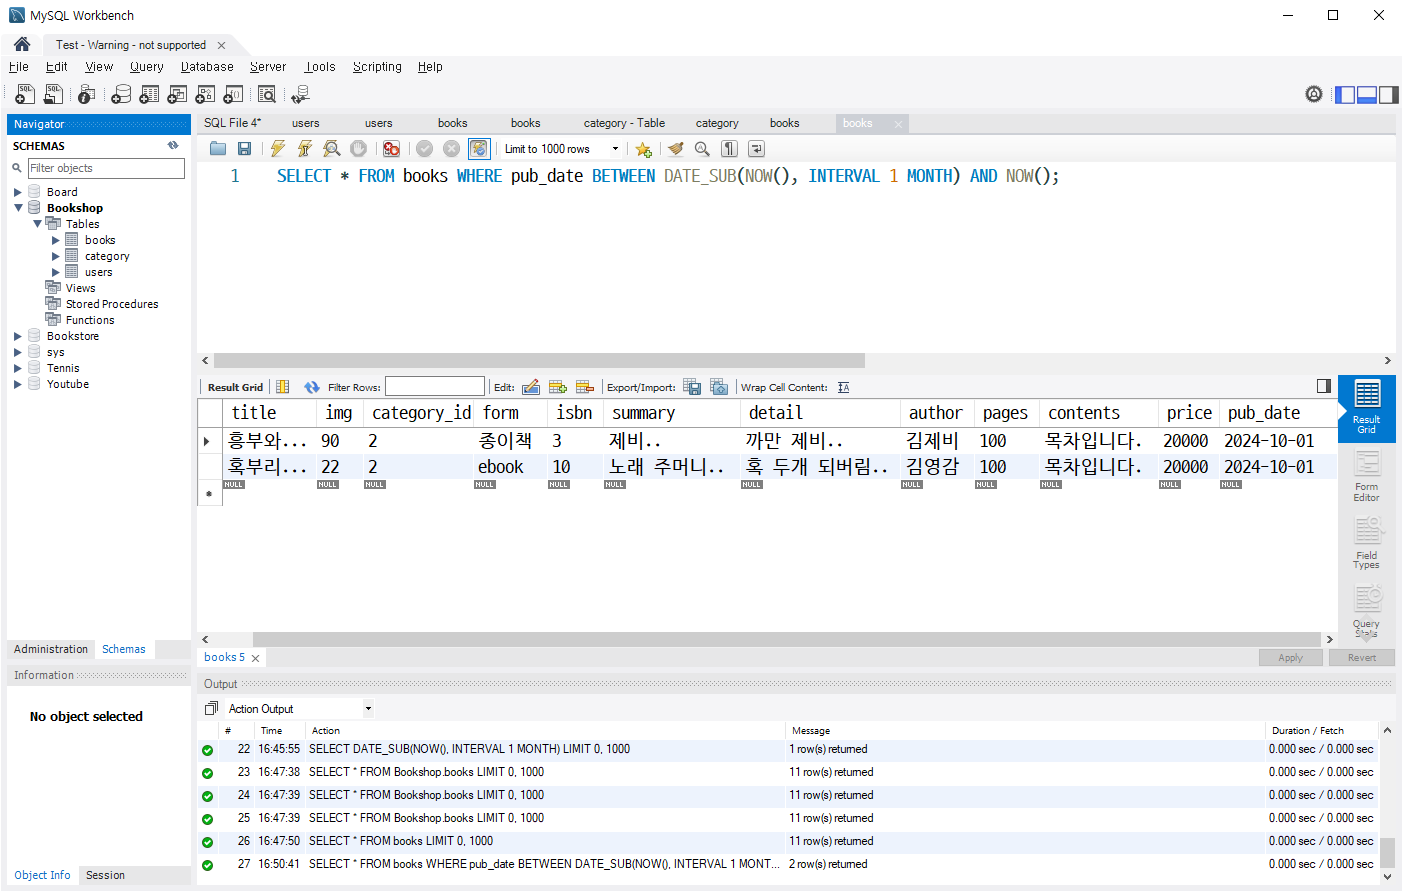 MySQL Workbench
Test - Warning - not supported
File Edit View Query Database Server Tools Scripting Help
Navigator
SCHEMAS
Filter objects
Board
Bookshop
Tables
books
category
users
Views
Stored Procedures
Functions
Bookstore
sys
Tennis
Youtube
Administration Schemas
Information
No object selected
Object Info Session
SQL File 4* users users books books category - Table category books books
Limit to 1000 rows
1 SELECT * FROM books WHERE pub_date BETWEEN DATE_SUB(NOW(), INTERVAL 1 MONTH) AND NOW();
Result Grid Filter Rows: Edit: Export/Import: Wrap Cell Content:
title img category_id form isbn summary detail author pages contents price pub_date
흥부와... 90 2 종이책 3 제비.. 까만 제비.. 김제비 100 목차입니다. 20000 2024-10-01
혹부리... 22 2 ebook 10 노래 주머니.. 혹 두개 되버림.. 김영감 100 목차입니다. 20000 2024-10-01
NULL NULL NULL NULL NULL NULL NULL NULL NULL NULL NULL NULL
Result
Grid
Form
Editor
Field
Types
Query
Stats
books 5
Apply Revert
Output
Action Output
# Time Action Message Duration / Fetch
22 16:45:55 SELECT DATE_SUB(NOW(), INTERVAL 1 MONTH) LIMIT 0, 1000 1 row(s) returned 0.000 sec / 0.000 sec
23 16:47:38 SELECT * FROM Bookshop.books LIMIT 0, 1000 11 row(s) returned 0.000 sec / 0.000 sec
24 16:47:39 SELECT * FROM Bookshop.books LIMIT 0, 1000 11 row(s) returned 0.000 sec / 0.000 sec
25 16:47:39 SELECT * FROM Bookshop.books LIMIT 0, 1000 11 row(s) returned 0.000 sec / 0.000 sec
26 16:47:50 SELECT * FROM books LIMIT 0, 1000 11 row(s) returned 0.000 sec / 0.000 sec
27 16:50:41 SELECT * FROM books WHERE pub_date BETWEEN DATE_SUB(NOW(), INTERVAL 1 MONT... 2 row(s) returned 0.000 sec / 0.000 sec